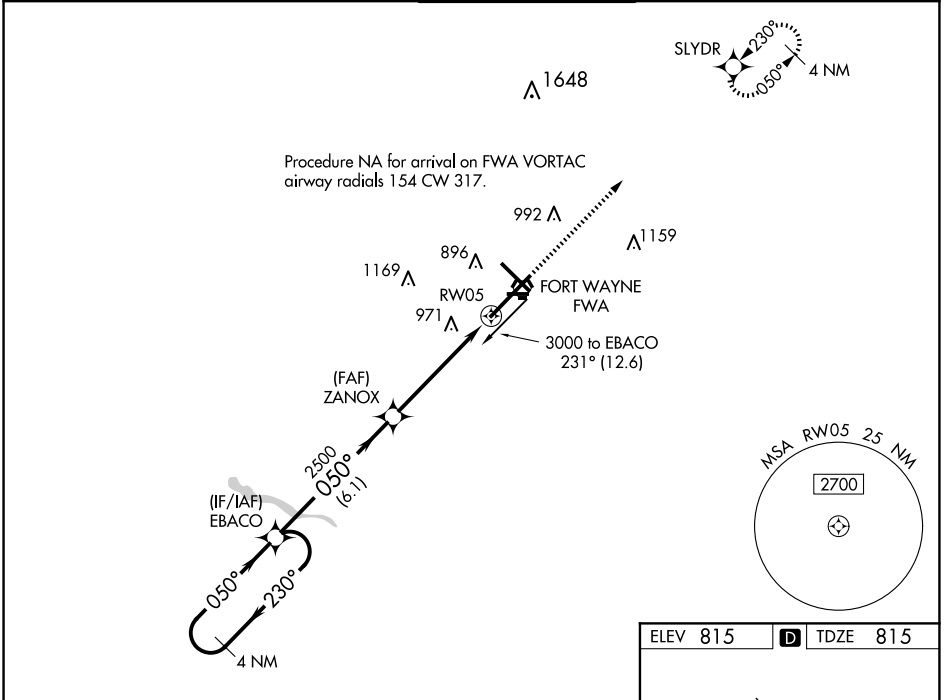 SLYDR
230°
050°
4 NM
1648
Procedure NA for arrival on FWA VORTAC
airway radials 154 CW 317.
992
1159
896
1169
RW05
FORT WAYNE
FWA
971
3000 to EBACO
231° (12.6)
(FAF)
ZANOX
2500
050°
(6.1)
(IF/IAF)
EBACO
050°
230°
4 NM
MSA RW05 25 NM
2700
ELEV 815 D TDZE 815